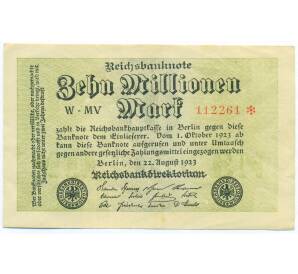 Reichsbanknote
Zehn Millionen
W · MV Mark 112261 *
zahlt die Reichsbankhauptkasse in Berlin gegen diese
Banknote dem Einlieferer. Vom 1. Oktober 1923 ab
kann diese Banknote aufgerufen und unter Umtausch
gegen andere gesetzliche Zahlungsmittel eingezogen werden
Berlin, den 22. August 1923
Reichsbankdirektorium